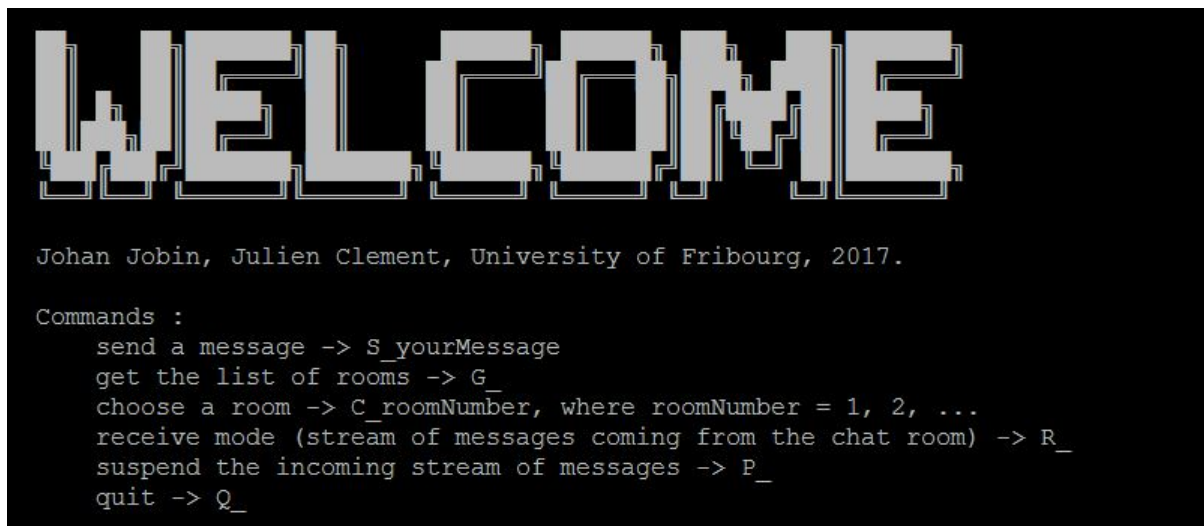 WELCOME
Johan Jobin, Julien Clement, University of Fribourg, 2017.
Commands :
send a message -> S_yourMessage
get the list of rooms -> G_
choose a room -> C_roomNumber, where roomNumber = 1, 2, ...
receive mode (stream of messages coming from the chat room) -> R_
suspend the incoming stream of messages -> P_
quit -> Q_